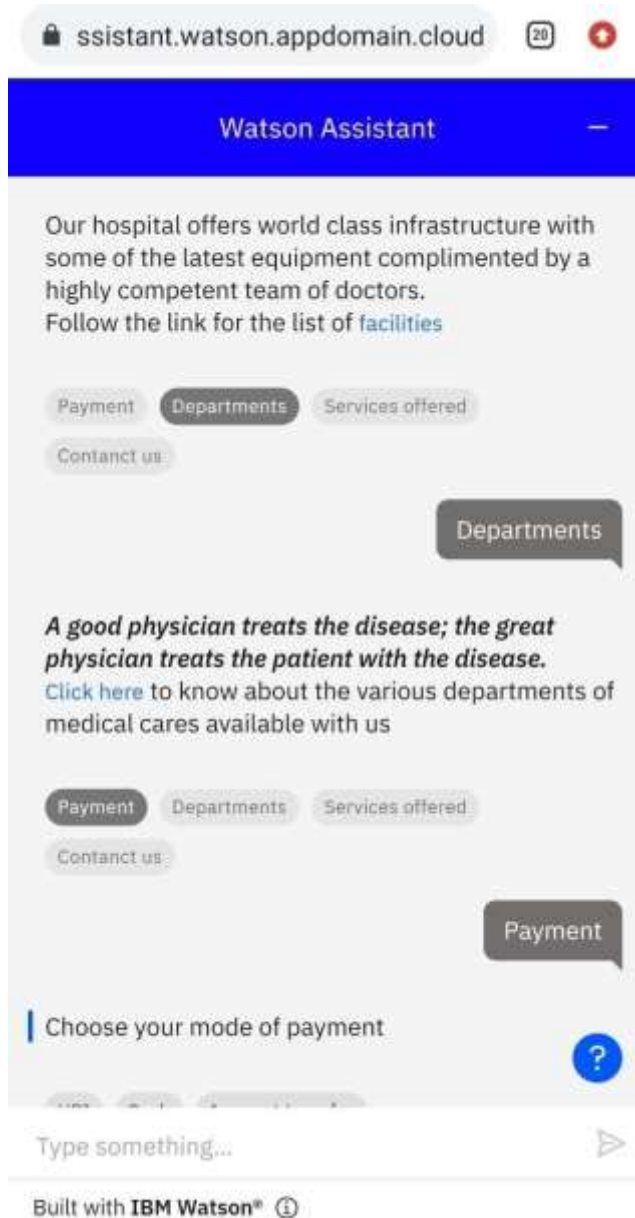 ssistant.watson.appdomain.cloud 20
Watson Assistant
Our hospital offers world class infrastructure with
some of the latest equipment complimented by a
highly competent team of doctors.
Follow the link for the list of facilities
Payment Departments Services offered
Contanct us
Departments
A good physician treats the disease; the great
physician treats the patient with the disease.
Click here to know about the various departments of
medical cares available with us
Payment Departments Services offered
Contanct us
Payment
Choose your mode of payment
?
Type something...
Built with IBM Watson®